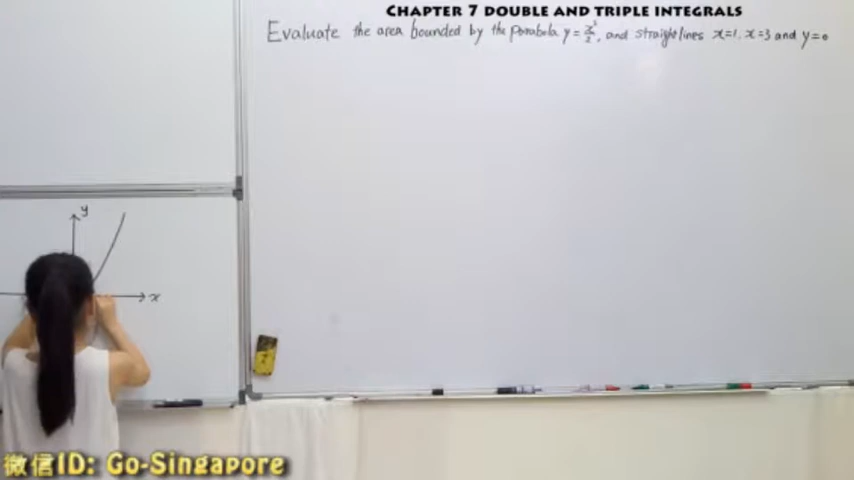 CHAPTER 7 DOUBLE AND TRIPLE INTEGRALS
Evaluate the area bounded by the parabola y = x²/2, and straight lines x=1, x=3 and y=0
y
x
微信ID: Go-Singapore